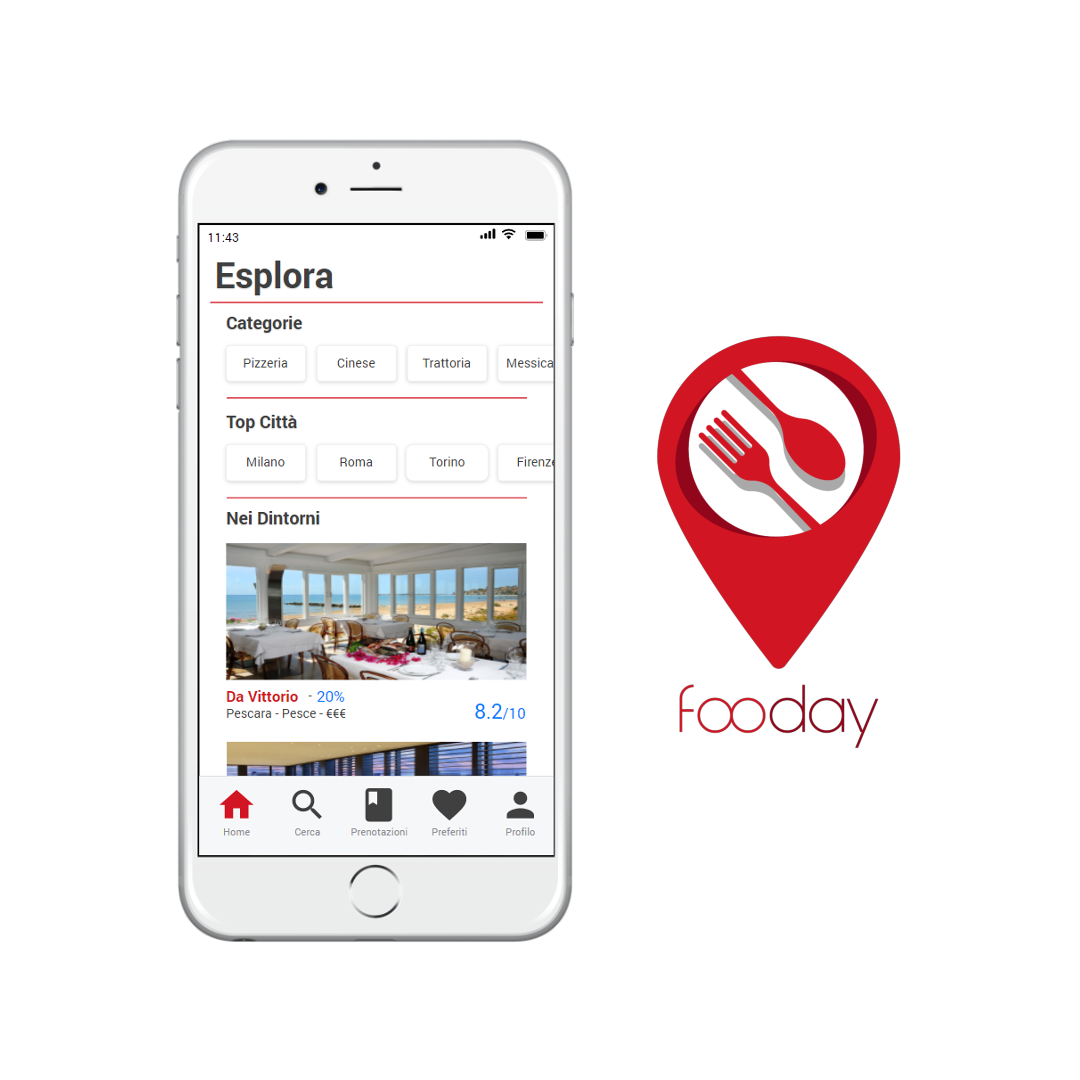 11:43
Esplora
Categorie
Pizzeria Cinese Trattoria Messica
Top Città
Milano Roma Torino Firenze
Nei Dintorni
Da Vittorio - 20%
Pescara - Pesce - €€€ 8.2/10
Home Cerca Prenotazioni Preferiti Profilo
fooday